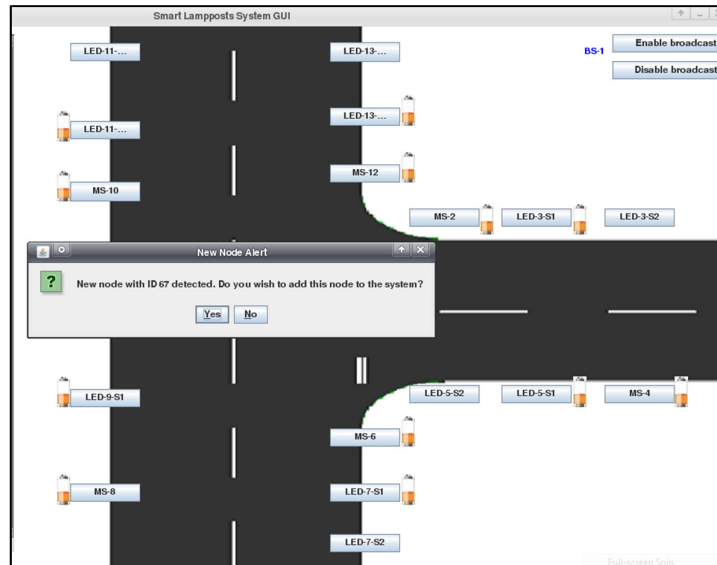 Smart Lampposts System GUI
LED-11-...
LED-13-...
BS-1
Enable broadcast
Disable broadcast
LED-11-...
LED-13-...
MS-10
MS-12
MS-2
LED-3-S1
LED-3-S2
New Node Alert
New node with ID 67 detected. Do you wish to add this node to the system?
Yes
No
LED-9-S1
LED-5-S2
LED-5-S1
MS-4
MS-6
MS-8
LED-7-S1
LED-7-S2
Full-screen Snip